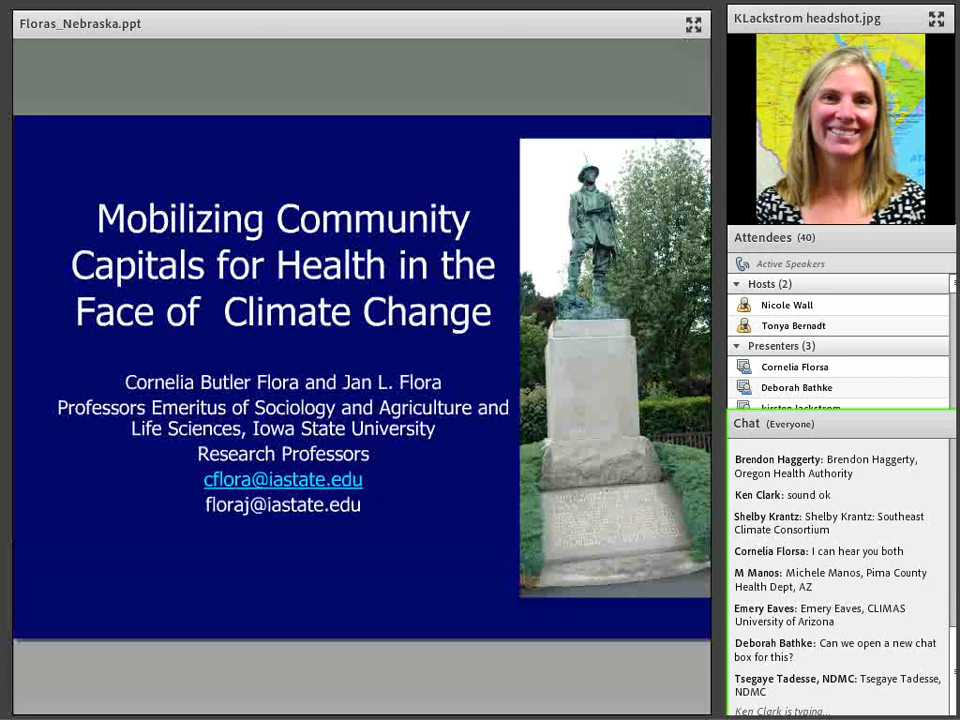 Floras_Nebraska.ppt
Mobilizing Community
Capitals for Health in the
Face of Climate Change
Cornelia Butler Flora and Jan L. Flora
Professors Emeritus of Sociology and Agriculture and
Life Sciences, Iowa State University
Research Professors
cflora@iastate.edu
floraj@iastate.edu
KLackstrom headshot.jpg
Attendees (40)
Active Speakers
Hosts (2)
Nicole Wall
Tonya Bernadt
Presenters (3)
Cornelia Florsa
Deborah Bathke
kirsten lackstrom
Chat (Everyone)
Brendon Haggerty: Brendon Haggerty,
Oregon Health Authority
Ken Clark: sound ok
Shelby Krantz: Shelby Krantz: Southeast
Climate Consortium
Cornelia Florsa: I can hear you both
M Manos: Michele Manos, Pima County
Health Dept, AZ
Emery Eaves: Emery Eaves, CLIMAS
University of Arizona
Deborah Bathke: Can we open a new chat
box for this?
Tsegaye Tadesse, NDMC: Tsegaye Tadesse,
NDMC
Ken Clark is typing...